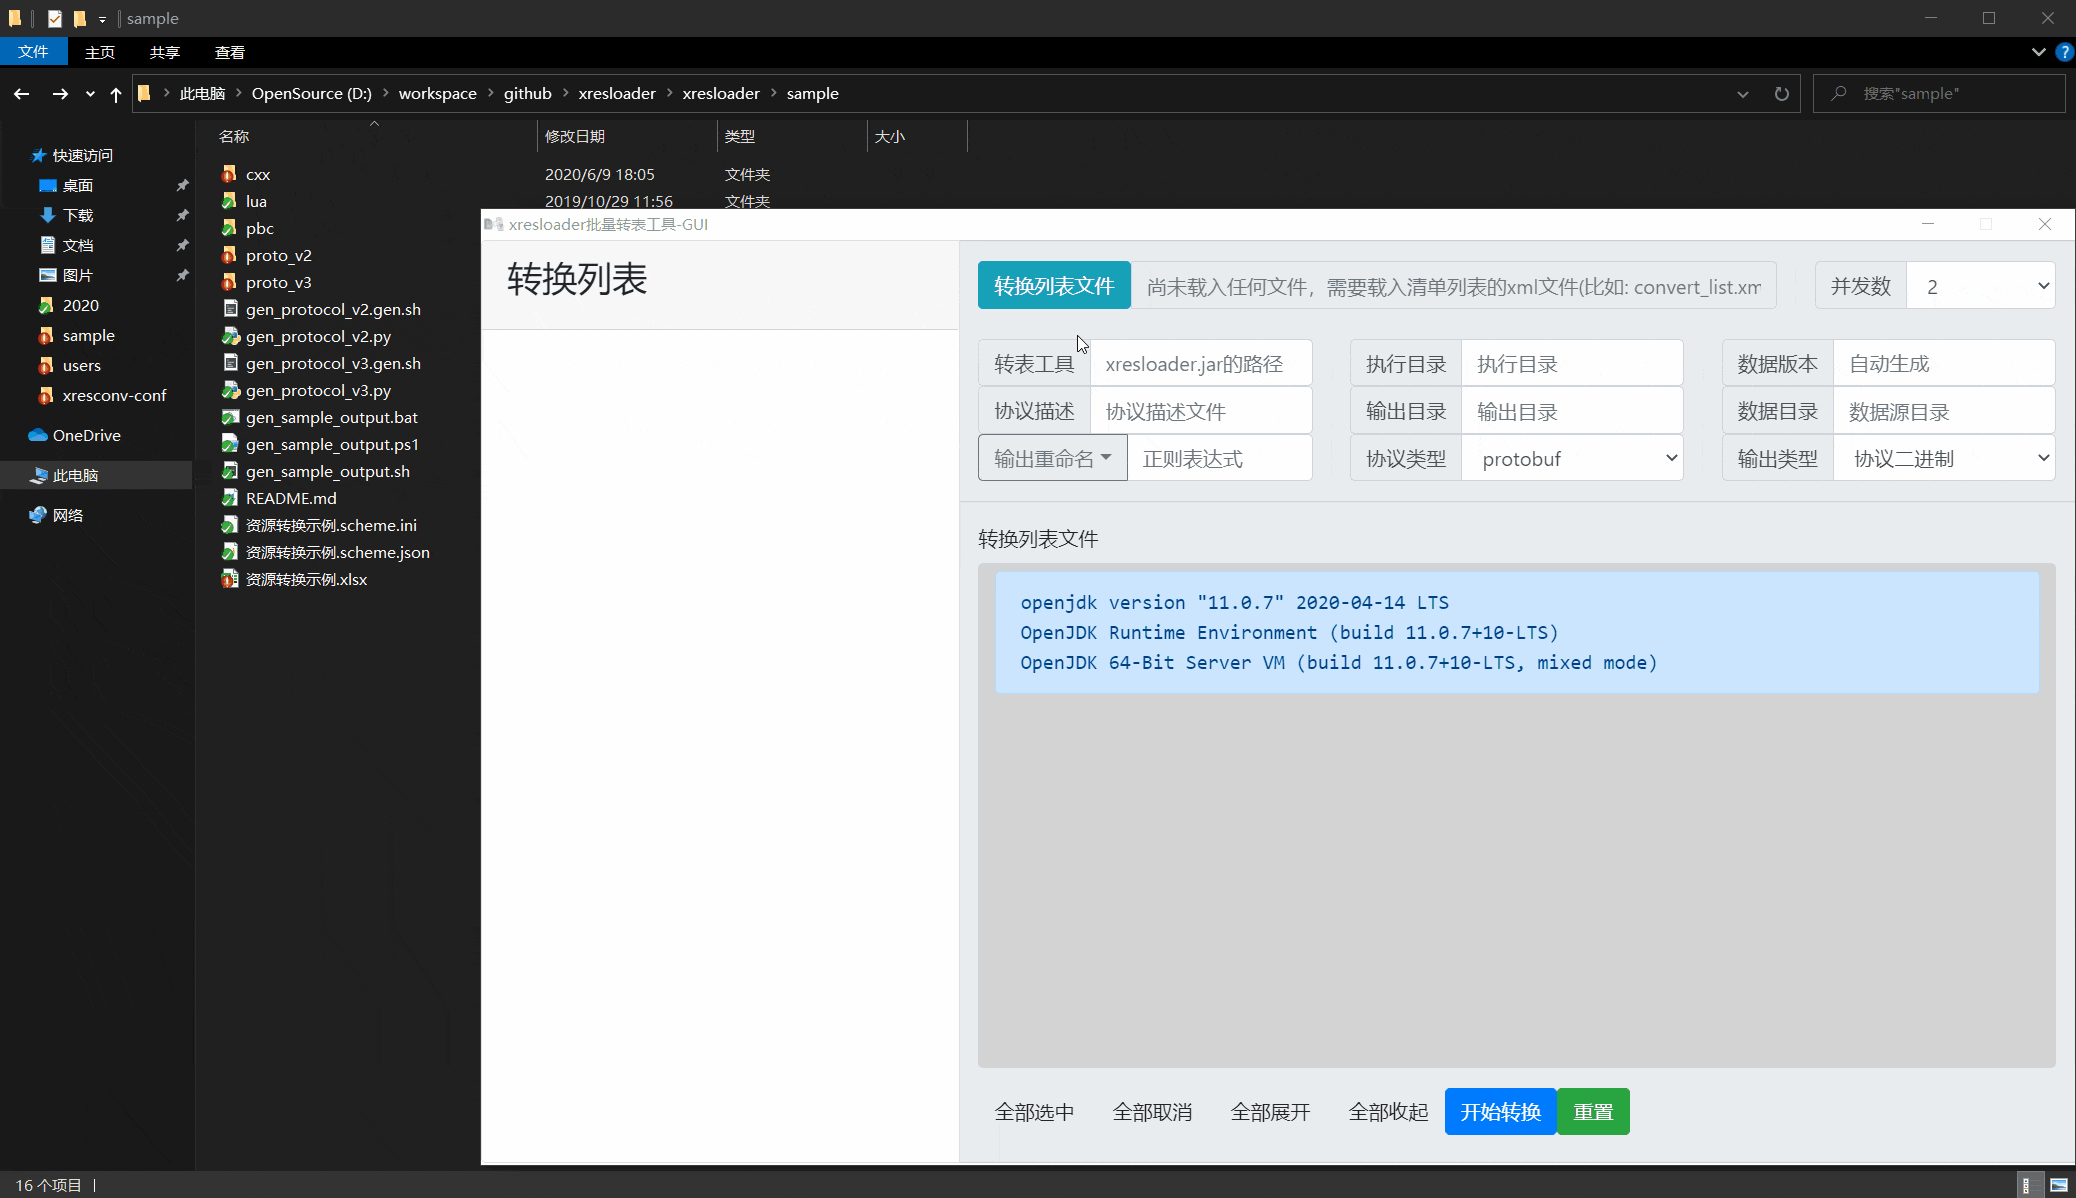 sample
文件 主页 共享 查看
此电脑 OpenSource (D:) workspace github xresloader xresloader sample 搜索"sample"
名称 修改日期 类型 大小
快速访问
桌面
下载
文档
图片
2020
sample
users
xresconv-conf
OneDrive
此电脑
网络
cxx 2020/6/9 18:05 文件夹
lua 2019/10/29 11:56 文件夹
pbc
proto_v2
proto_v3
gen_protocol_v2.gen.sh
gen_protocol_v2.py
gen_protocol_v3.gen.sh
gen_protocol_v3.py
gen_sample_output.bat
gen_sample_output.ps1
gen_sample_output.sh
README.md
资源转换示例.scheme.ini
资源转换示例.scheme.json
资源转换示例.xlsx
16 个项目
xresloader批量转表工具-GUI
转换列表
转换列表文件 尚未载入任何文件，需要载入清单列表的xml文件(比如: convert_list.xm 并发数 2
转表工具 xresloader.jar的路径 执行目录 执行目录 数据版本 自动生成
协议描述 协议描述文件 输出目录 输出目录 数据目录 数据源目录
输出重命名 正则表达式 协议类型 protobuf 输出类型 协议二进制
转换列表文件
openjdk version "11.0.7" 2020-04-14 LTS
OpenJDK Runtime Environment (build 11.0.7+10-LTS)
OpenJDK 64-Bit Server VM (build 11.0.7+10-LTS, mixed mode)
全部选中 全部取消 全部展开 全部收起 开始转换 重置